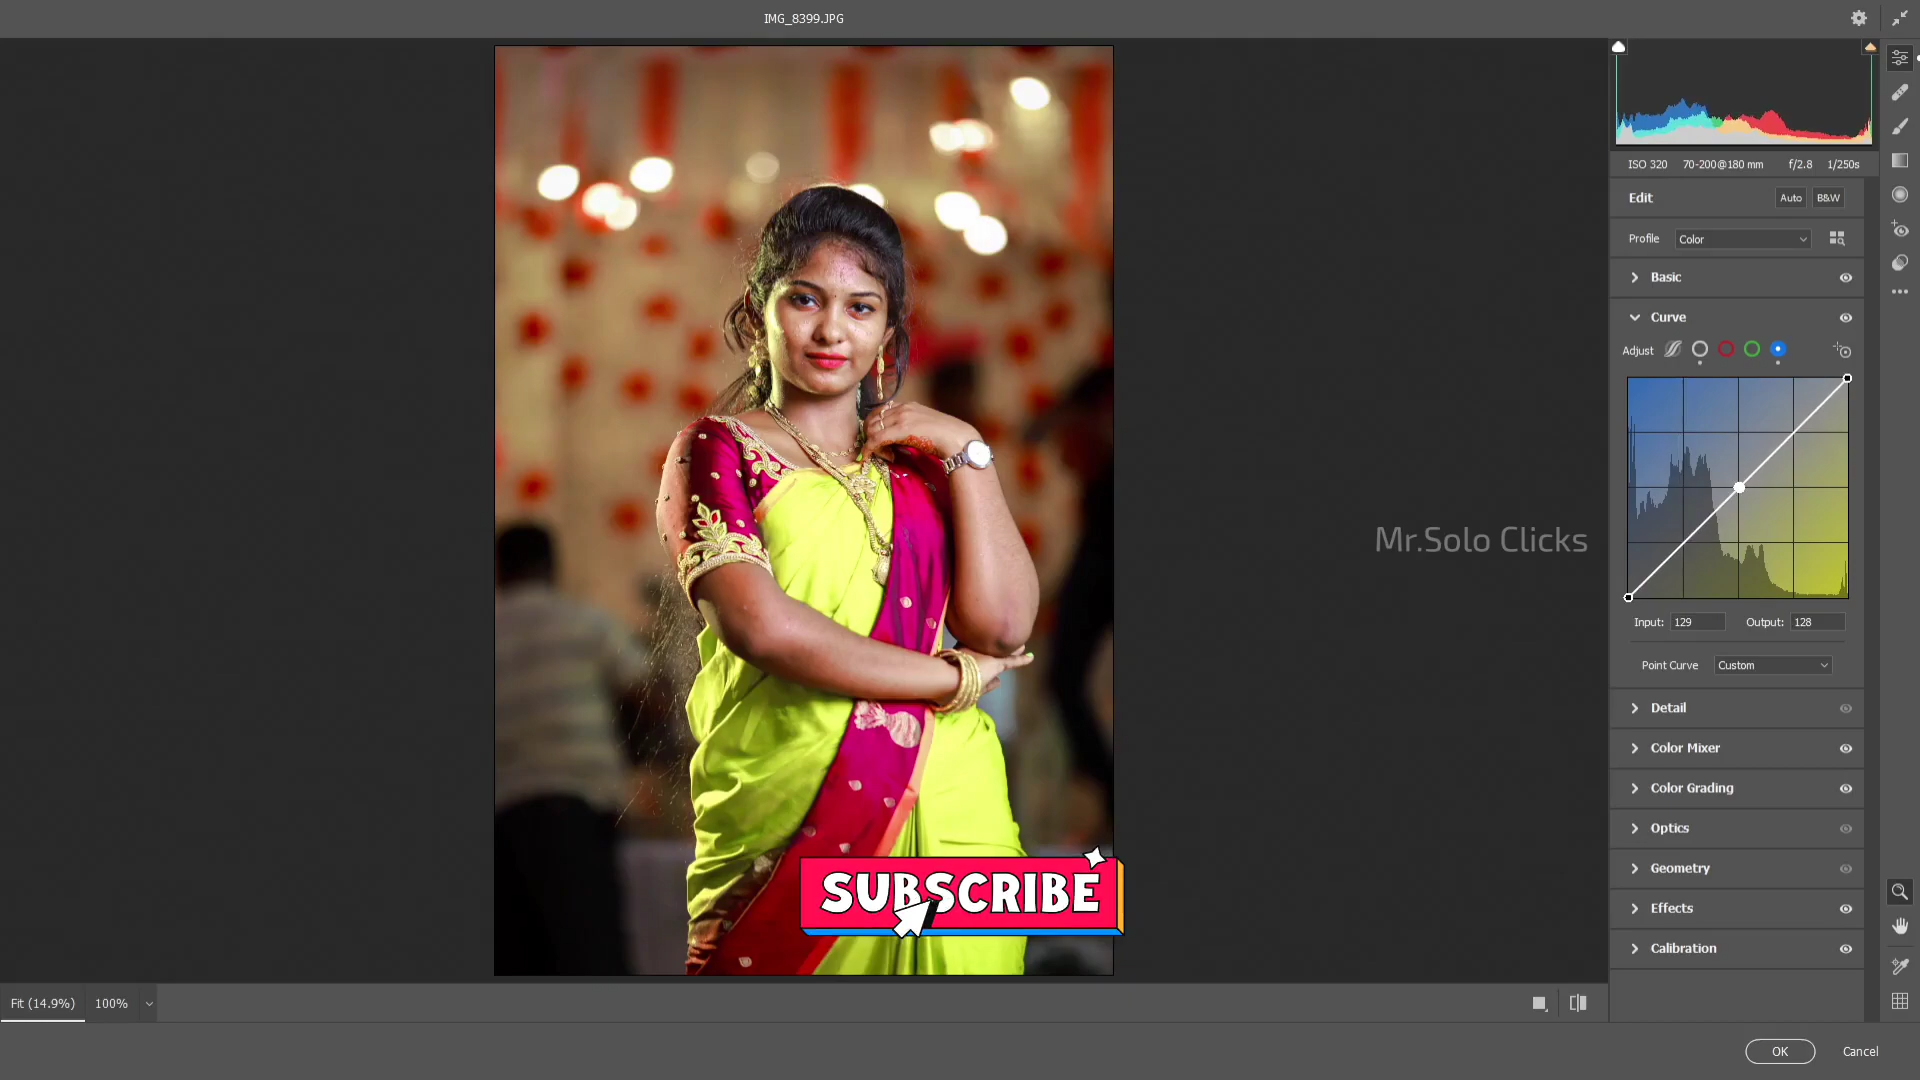 IMG_8399.JPG
ISO 320 70-200@180 mm f/2.8 1/250s
Edit Auto B&W
Profile Color
Basic
Curve
Adjust
Mr.Solo Clicks
Input: 129 Output: 128
Point Curve Custom
Detail
Color Mixer
Color Grading
Optics
Geometry
SUBSCRIBE
Effects
Calibration
Fit (14.9%) 100%
OK Cancel